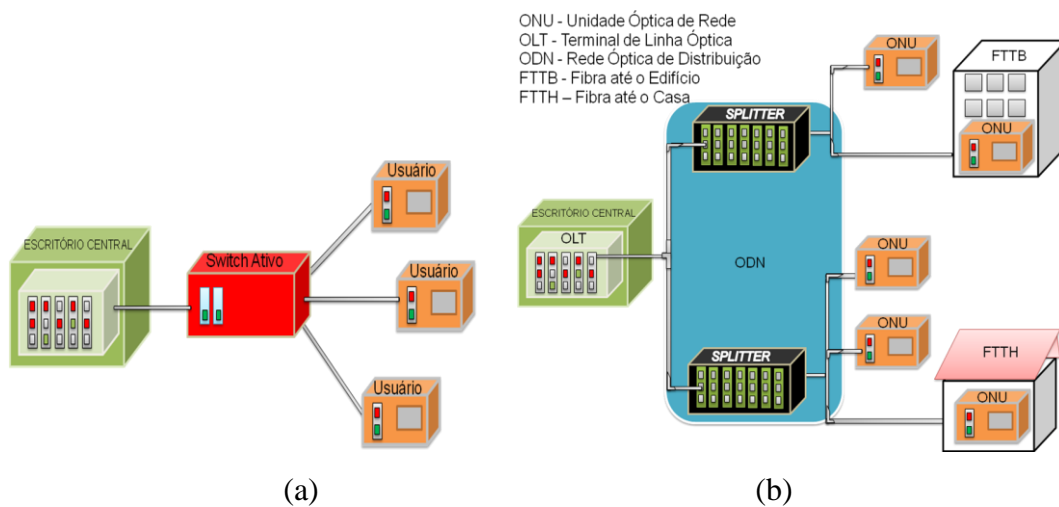 ONU - Unidade Óptica de Rede
OLT - Terminal de Linha Óptica
ODN - Rede Óptica de Distribuição
FTTB - Fibra até o Edifício
FTTH – Fibra até o Casa
ESCRITÓRIO CENTRAL
Switch Ativo
Usuário
Usuário
Usuário
(a)
ESCRITÓRIO CENTRAL
OLT
SPLITTER
ODN
SPLITTER
ONU
FTTB
ONU
ONU
ONU
FTTH
ONU
(b)